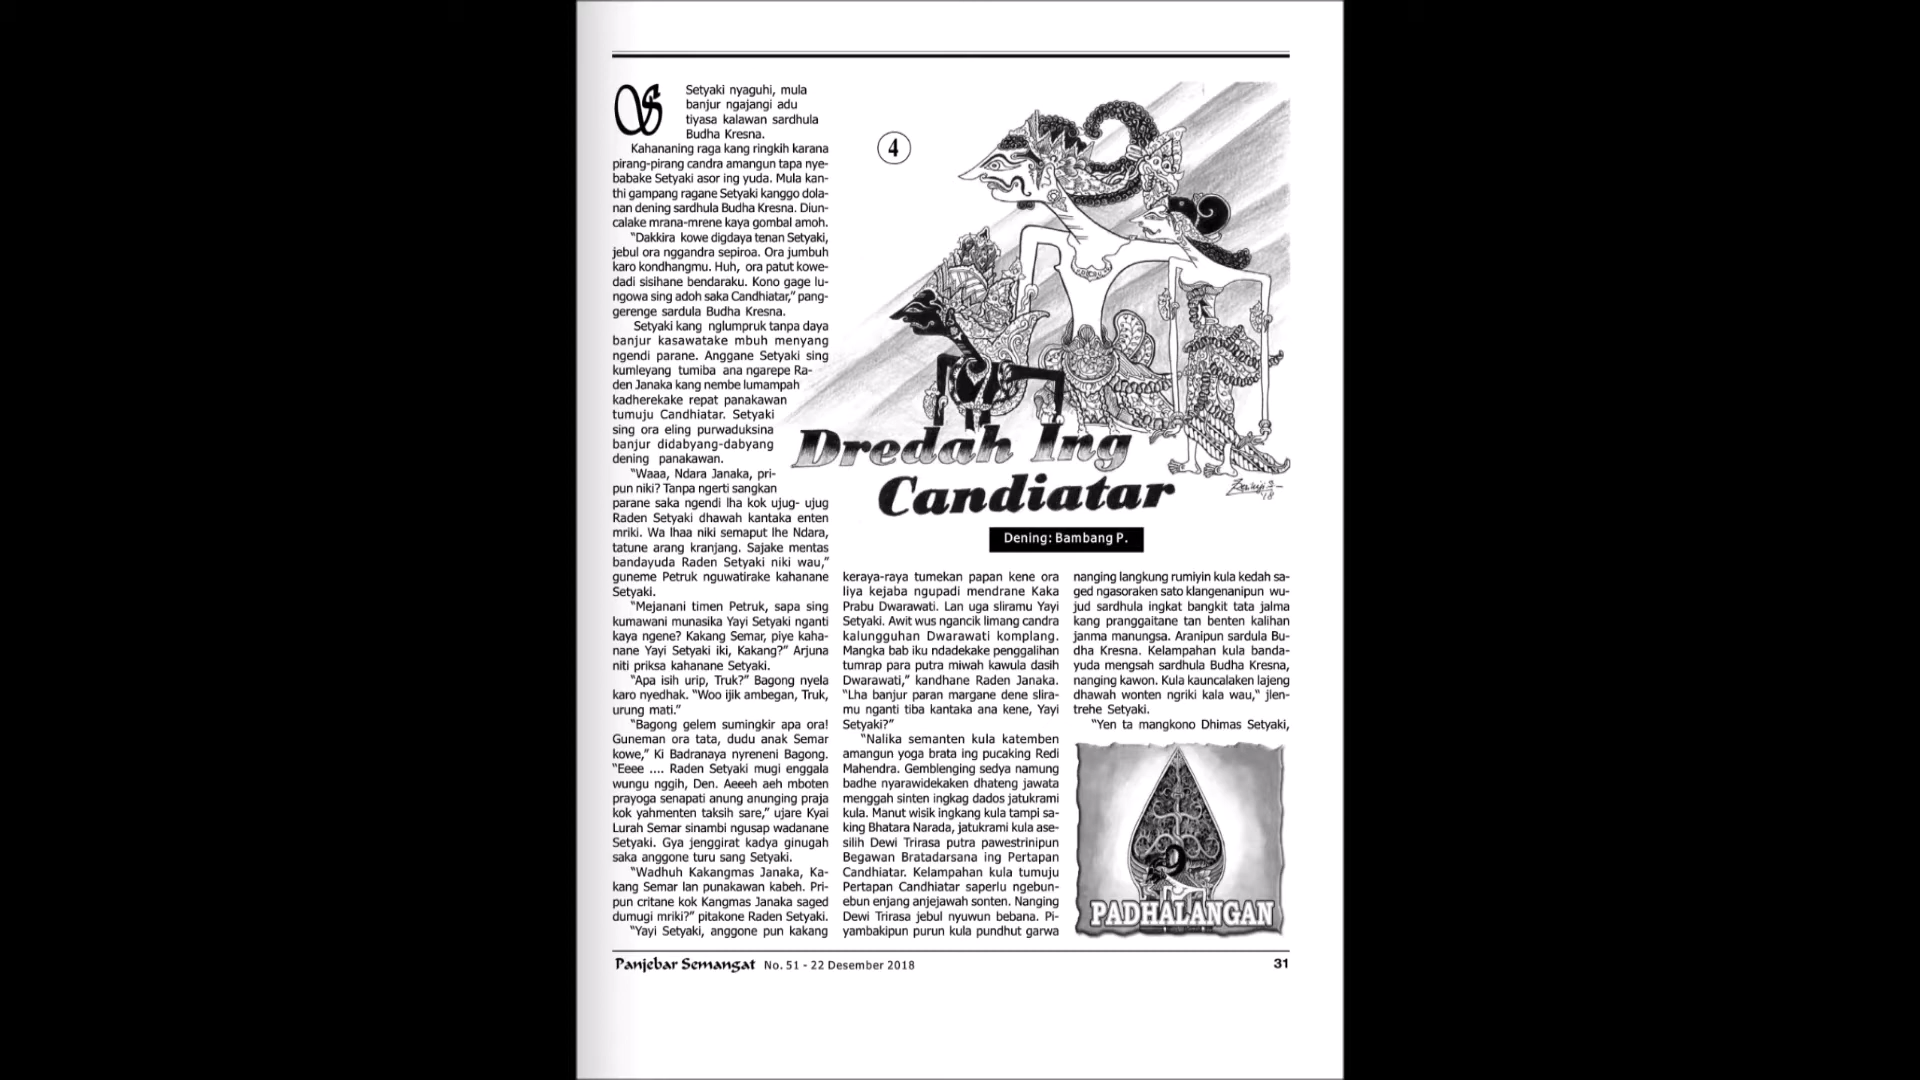 S
Setyaki nyaguhi, mula
banjur ngajangi adu
tiyasa kalawan sardhula
Budha Kresna.
Kahananing raga kang ringkih karana
pirang-pirang candra amangun tapa nye-
babake Setyaki asor ing yuda. Mula kan-
thi gampang ragane Setyaki kanggo dola-
nan dening sardhula Budha Kresna. Diun-
calake mrana-mrene kaya gombal amoh.
"Dakkira kowe digdaya tenan Setyaki,
jebul ora nggandra sepiroa. Ora jumbuh
karo kondhangmu. Huh, ora patut kowe-
dadi sisihane bendaraku. Kono gage lu-
ngowa sing adoh saka Candhiatar," pang-
gerenge sardula Budha Kresna.
Setyaki kang nglumpruk tanpa daya
banjur kasawatake mbuh menyang
ngendi parane. Anggane Setyaki sing
kumleyang tumiba ana ngarepe Ra-
den Janaka kang nembe lumampah
kadherekake repat panakawan
tumuju Candhiatar. Setyaki
sing ora eling purwaduksina
banjur didabyang-dabyang
dening panakawan.
"Waaa, Ndara Janaka, pri-
pun niki? Tanpa ngerti sangkan
parane saka ngendi lha kok ujug- ujug
Raden Setyaki dhawah kantaka enten
mriki. Wa lhaa niki semaput lhe Ndara,
tatune arang kranjang. Sajake mentas
bandayuda Raden Setyaki niki wau,"
guneme Petruk nguwatirake kahanane
Setyaki.
"Mejanani timen Petruk, sapa sing
kumawani munasika Yayi Setyaki nganti
kaya ngene? Kakang Semar, piye kaha-
nane Yayi Setyaki iki, Kakang?" Arjuna
niti priksa kahanane Setyaki.
"Apa isih urip, Truk?" Bagong nyela
karo nyedhak. "Woo ijik ambegan, Truk,
urung mati."
"Bagong gelem sumingkir apa ora!
Guneman ora tata, dudu anak Semar
kowe," Ki Badranaya nyreneni Bagong.
"Eeee .... Raden Setyaki mugi enggala
wungu nggih, Den. Aeeeh aeh mboten
prayoga senapati anung anunging praja
kok yahmenten taksih sare," ujare Kyai
Lurah Semar sinambi ngusap wadanane
Setyaki. Gya jenggirat kadya ginugah
saka anggone turu sang Setyaki.
"Wadhuh Kakangmas Janaka, Ka-
kang Semar lan punakawan kabeh. Pri-
pun critane kok Kangmas Janaka saged
dumugi mriki?" pitakone Raden Setyaki.
"Yayi Setyaki, anggone pun kakang
4
Dredah Ing
Candiatar
Dening: Bambang P.
keraya-raya tumekan papan kene ora
liya kejaba ngupadi mendrane Kaka
Prabu Dwarawati. Lan uga sliramu Yayi
Setyaki. Awit wus ngancik limang candra
kalungguhan Dwarawati komplang.
Mangka bab iku ndadekake penggalihan
tumrap para putra miwah kawula dasih
Dwarawati," kandhane Raden Janaka.
"Lha banjur paran margane dene slira-
mu nganti tiba kantaka ana kene, Yayi
Setyaki?"
"Nalika semanten kula katemben
amangun yoga brata ing pucaking Redi
Mahendra. Gemblenging sedya namung
badhe nyarawidekaken dhateng jawata
menggah sinten ingkag dados jatukrami
kula. Manut wisik ingkang kula tampi sa-
king Bhatara Narada, jatukrami kula ase-
silih Dewi Trirasa putra pawestrinipun
Begawan Bratadarsana ing Pertapan
Candhiatar. Kelampahan kula tumuju
Pertapan Candhiatar saperlu ngebun-
ebun enjang anjejawah sonten. Nanging
Dewi Trirasa jebul nyuwun bebana. Pi-
yambakipun purun kula pundhut garwa
nanging langkung rumiyin kula kedah sa-
ged ngasoraken sato klangenanipun wu-
jud sardhula ingkat bangkit tata jalma
kang pranggaitane tan benten kalihan
janma manungsa. Aranipun sardula Bu-
dha Kresna. Kelampahan kula banda-
yuda mengsah sardhula Budha Kresna,
nanging kawon. Kula kauncalaken lajeng
dhawah wonten ngriki kala wau," jlen-
trehe Setyaki.
"Yen ta mangkono Dhimas Setyaki,
PADHALANGAN
Panjebar Semangat No. 51 - 22 Desember 2018
31